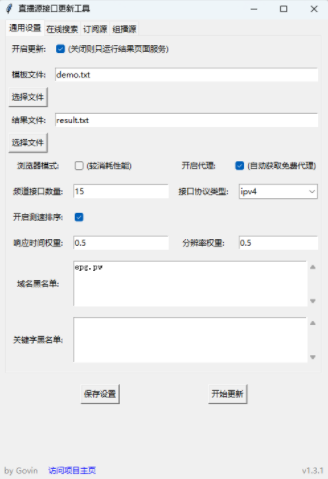 直播源接口更新工具
通用设置 在线搜索 订阅源 组播源
开启更新: (关闭则只运行结果页面服务)
模板文件: demo.txt
选择文件
结果文件: result.txt
选择文件
浏览器模式: (较消耗性能) 开启代理: (自动获取免费代理)
频道接口数量: 15 接口协议类型: ipv4
开启测速排序:
响应时间权重: 0.5 分辨率权重: 0.5
域名黑名单: epg.pw
关键字黑名单:
保存设置 开始更新
by Govin 访问项目主页 v1.3.1